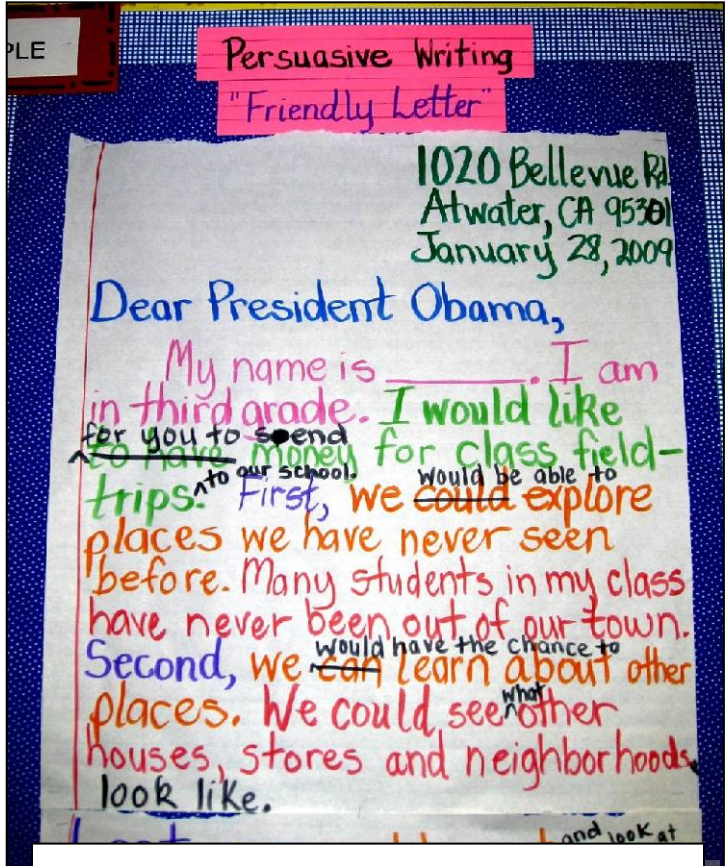 PLE
Persuasive Writing
"Friendly Letter"
1020 Bellevue Rd.
Atwater, CA 95301
January 28, 2009
Dear President Obama,
My name is ________. I am
in third grade. I would like
for you to spend
to have money for class field-
to our school. would be able to
trips. First, we could explore
places we have never seen
before. Many students in my class
have never been out of our town.
would have the chance to
Second, we can learn about other
what
places. We could see other
houses, stores and neighborhoods
look like.
and look at